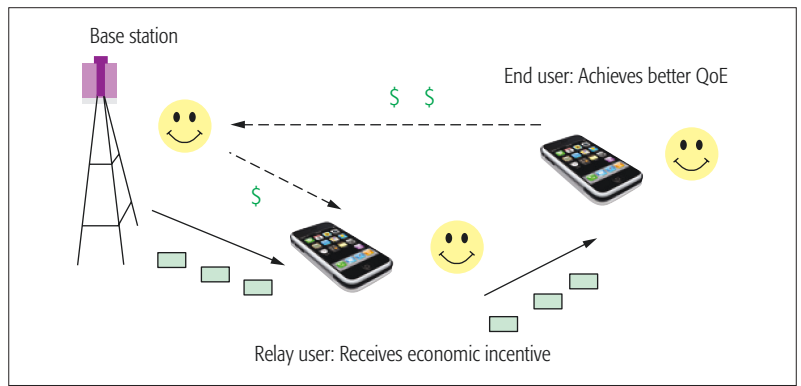 Base station
End user: Achieves better QoE
$ $
$
Relay user: Receives economic incentive